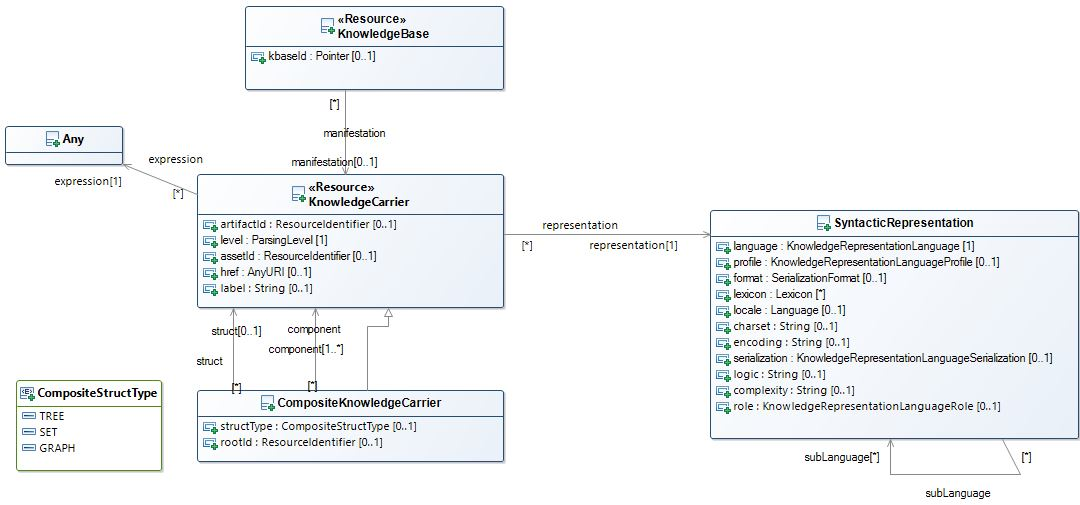 «Resource»
KnowledgeBase
kbaseId : Pointer [0..1]
[*]
manifestation
manifestation[0..1]
Any
expression
expression[1]
[*]
«Resource»
KnowledgeCarrier
artifactId : ResourceIdentifier [0..1]
level : ParsingLevel [1]
assetId : ResourceIdentifier [0..1]
href : AnyURI [0..1]
label : String [0..1]
representation
[*]
representation[1]
SyntacticRepresentation
language : KnowledgeRepresentationLanguage [1]
profile : KnowledgeRepresentationLanguageProfile [0..1]
format : SerializationFormat [0..1]
lexicon : Lexicon [*]
locale : Language [0..1]
charset : String [0..1]
encoding : String [0..1]
serialization : KnowledgeRepresentationLanguageSerialization [0..1]
logic : String [0..1]
complexity : String [0..1]
role : KnowledgeRepresentationLanguageRole [0..1]
subLanguage[*]
[*]
subLanguage
struct[0..1]
struct
[*]
component
component[1..*]
[*]
CompositeKnowledgeCarrier
structType : CompositeStructType [0..1]
rootId : ResourceIdentifier [0..1]
CompositeStructType
TREE
SET
GRAPH